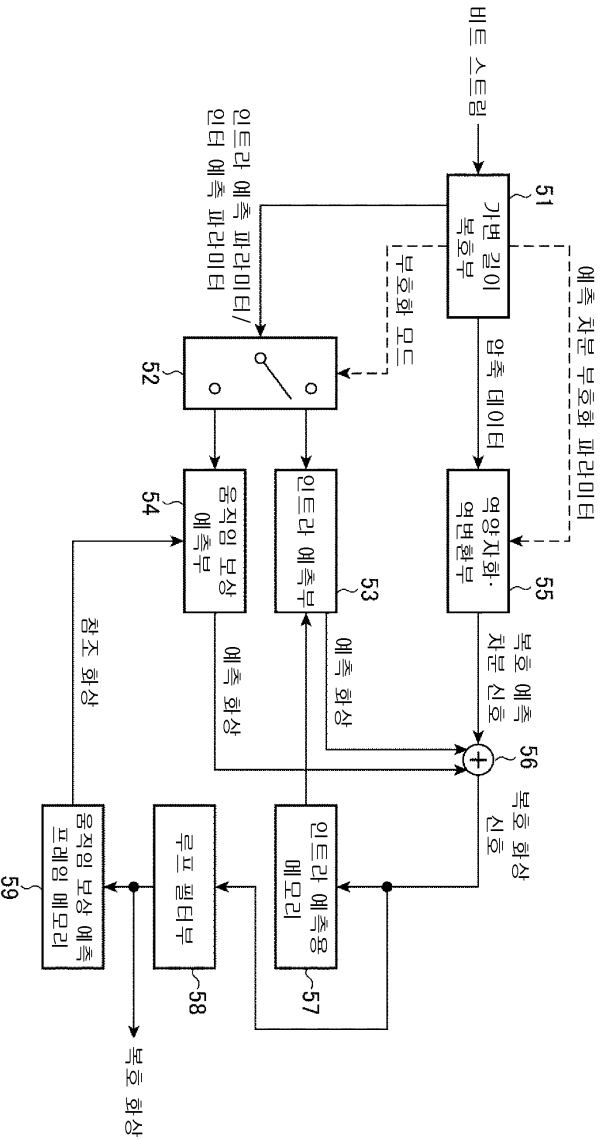 비트 스트림
51
가변 길이
복호부
예측 차분 부호화 파라미터
압축 데이터
부호화 모드
인트라 예측 파라미터/
인터 예측 파라미터
52
55
역양자화·
역변환부
53
인트라 예측부
54
움직임 보상
예측부
복호 예측
차분 신호
예측 화상
예측 화상
참조 화상
56
복호 화상
신호
인트라 예측용
메모리
57
루프 필터부
58
움직임 보상 예측
프레임 메모리
59
복호 화상